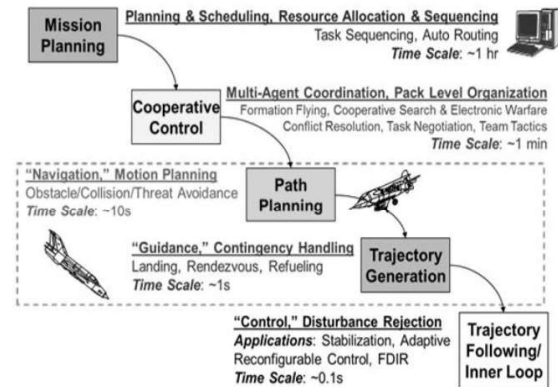 Mission
Planning
Planning & Scheduling, Resource Allocation & Sequencing
Task Sequencing, Auto Routing
Time Scale: ~1 hr
Cooperative
Control
Multi-Agent Coordination, Pack Level Organization
Formation Flying, Cooperative Search & Electronic Warfare
Conflict Resolution, Task Negotiation, Team Tactics
Time Scale: ~1 min
“Navigation,” Motion Planning
Obstacle/Collision/Threat Avoidance
Time Scale: ~10s
Path
Planning
“Guidance,” Contingency Handling
Landing, Rendezvous, Refueling
Time Scale: ~1s
Trajectory
Generation
“Control,” Disturbance Rejection
Applications: Stabilization, Adaptive
Reconfigurable Control, FDIR
Time Scale: ~0.1s
Trajectory
Following/
Inner Loop